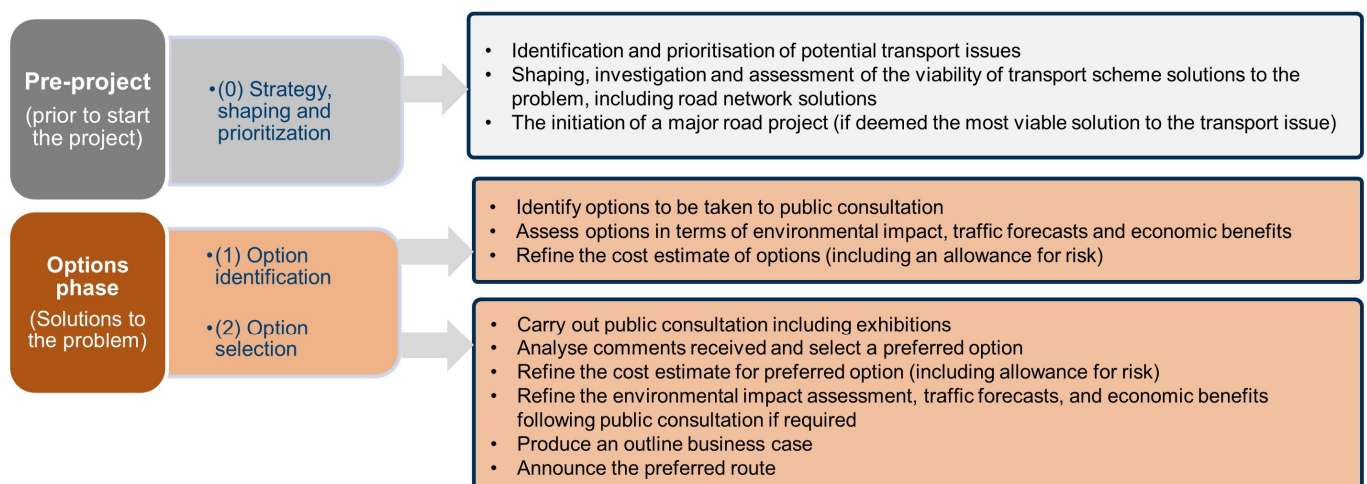 Pre-project
(prior to start
the project)
•(0) Strategy,
shaping and
prioritization
• Identification and prioritisation of potential transport issues
• Shaping, investigation and assessment of the viability of transport scheme solutions to the
problem, including road network solutions
• The initiation of a major road project (if deemed the most viable solution to the transport issue)
Options
phase
(Solutions to
the problem)
•(1) Option
identification
• Identify options to be taken to public consultation
• Assess options in terms of environmental impact, traffic forecasts and economic benefits
• Refine the cost estimate of options (including an allowance for risk)
•(2) Option
selection
• Carry out public consultation including exhibitions
• Analyse comments received and select a preferred option
• Refine the cost estimate for preferred option (including allowance for risk)
• Refine the environmental impact assessment, traffic forecasts, and economic benefits
following public consultation if required
• Produce an outline business case
• Announce the preferred route